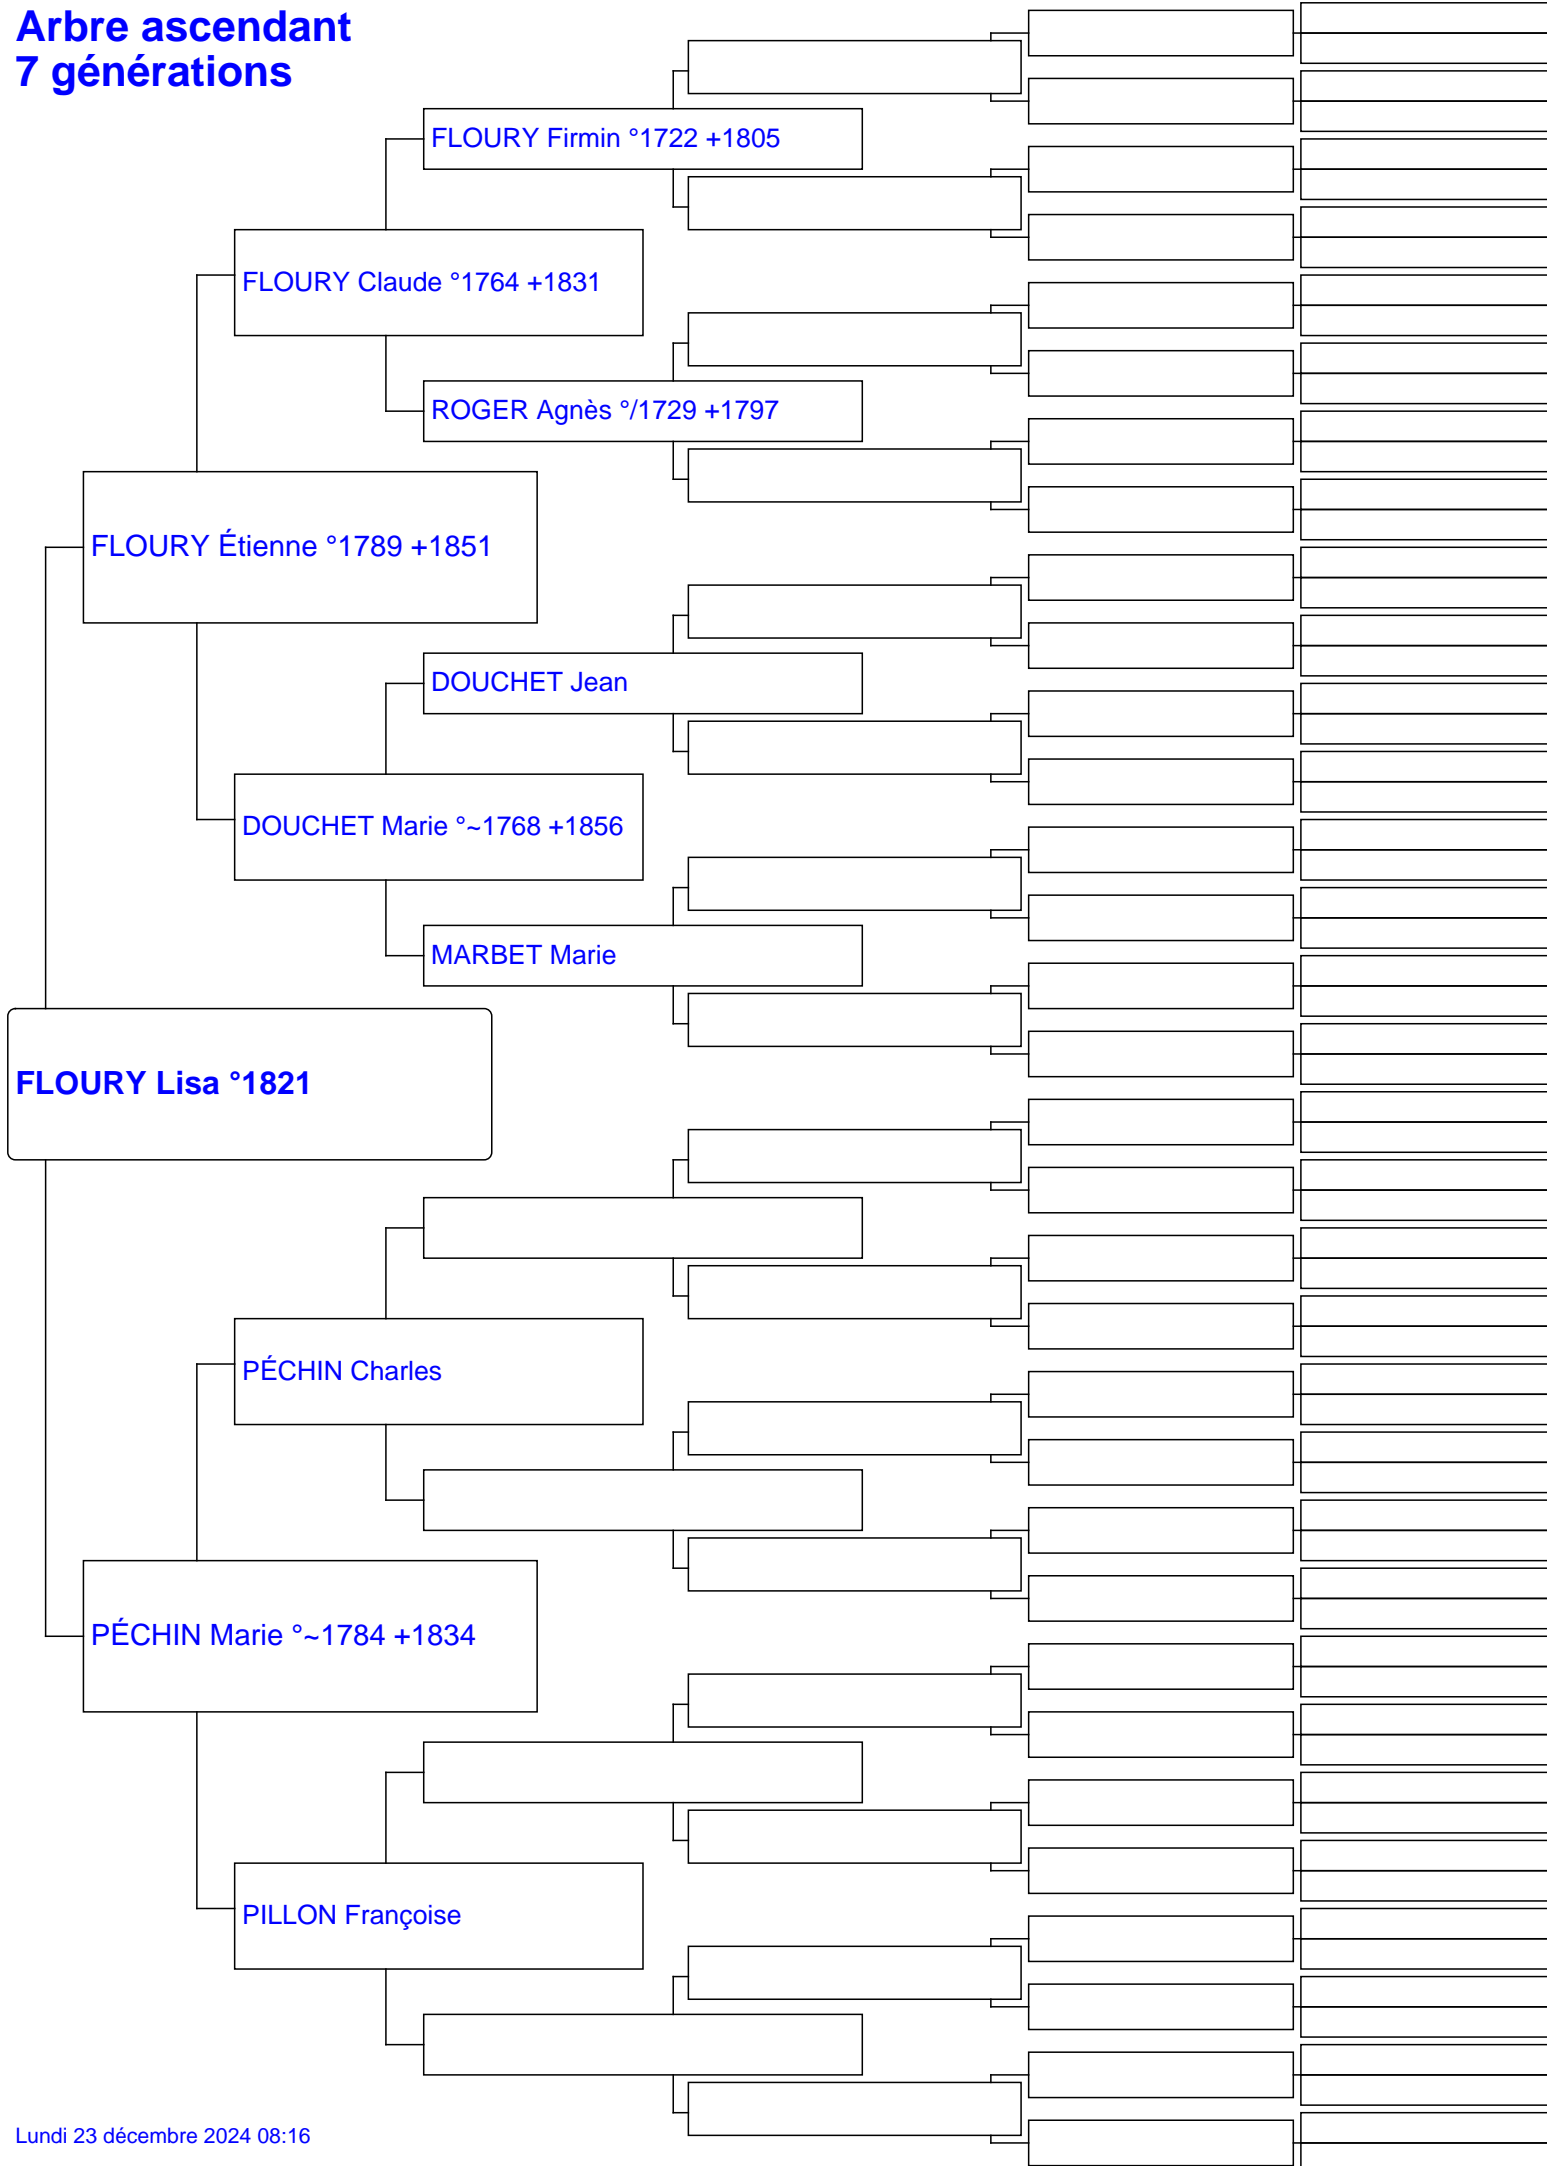 Arbre ascendant
7 générations
FLOURY Firmin °1722 +1805
FLOURY Claude °1764 +1831
ROGER Agnès °/1729 +1797
FLOURY Étienne °1789 +1851
DOUCHET Jean
DOUCHET Marie °~1768 +1856
MARBET Marie
FLOURY Lisa °1821
PÉCHIN Charles
PÉCHIN Marie °~1784 +1834
PILLON Françoise
Lundi 23 décembre 2024 08:16